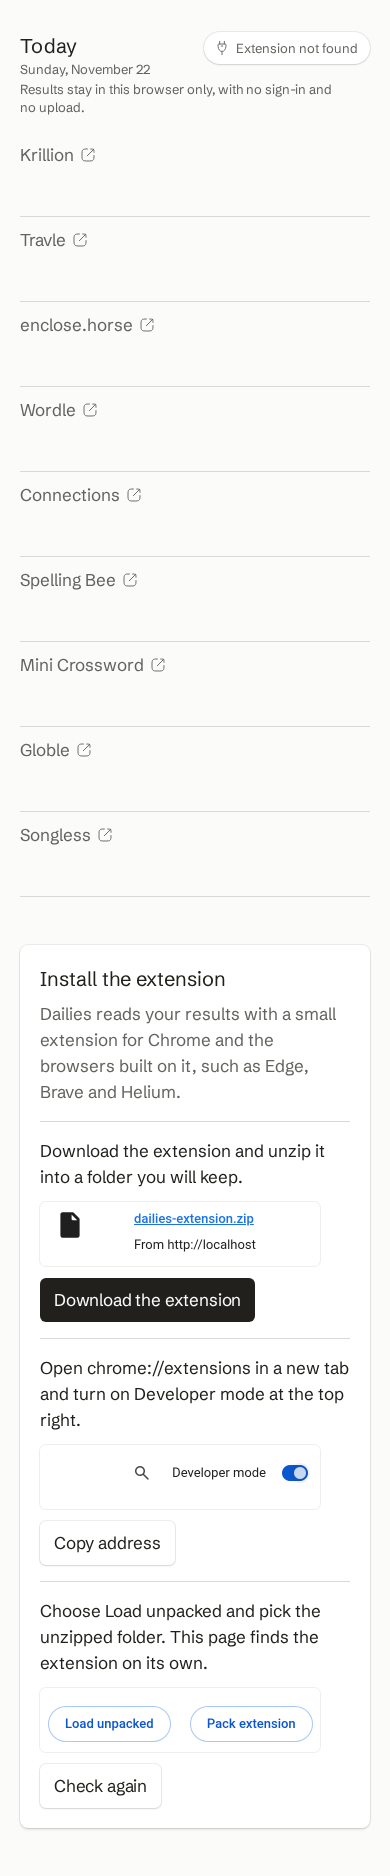 Today
Extension not found
Sunday, November 22
Results stay in this browser only, with no sign-in and
no upload.
Krillion
Travle
enclose.horse
Wordle
Connections
Spelling Bee
Mini Crossword
Globle
Songless
Install the extension
Dailies reads your results with a small
extension for Chrome and the
browsers built on it, such as Edge,
Brave and Helium.
Download the extension and unzip it
into a folder you will keep.
dailies-extension.zip
From http://localhost
Download the extension
Open chrome://extensions in a new tab
and turn on Developer mode at the top
right.
Developer mode
Copy address
Choose Load unpacked and pick the
unzipped folder. This page finds the
extension on its own.
Load unpacked
Pack extension
Check again